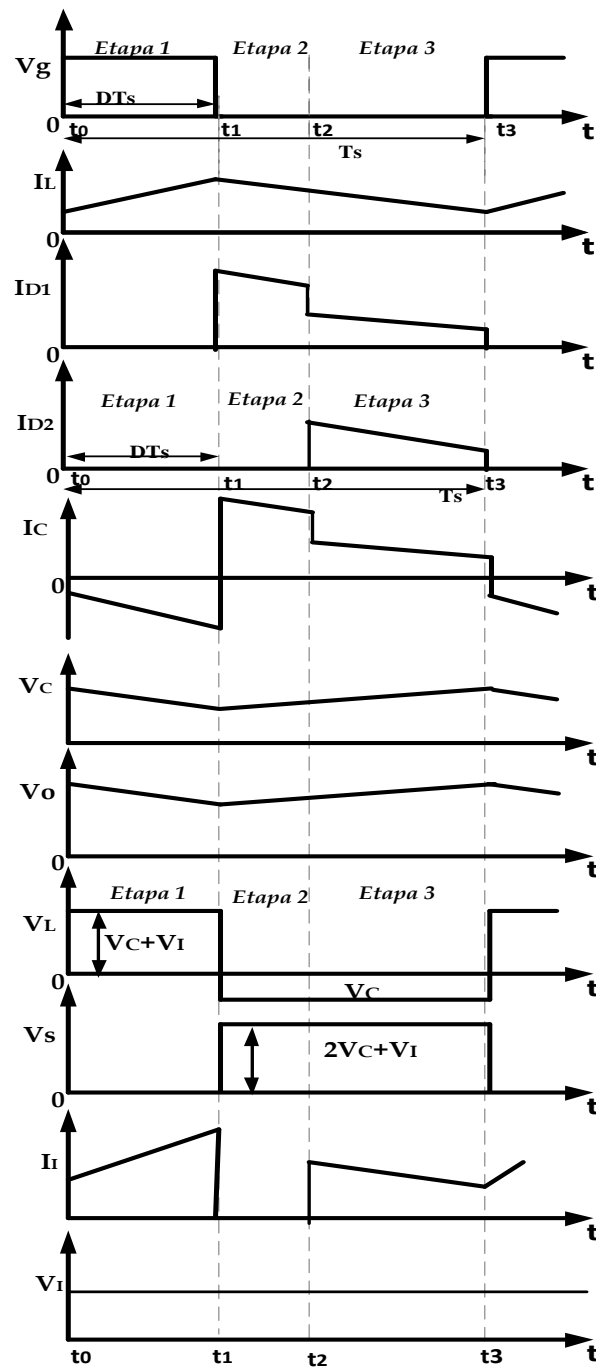 Etapa 1 Etapa 2 Etapa 3
Vg
DTs
0 t0 t1 t2 t3 t
Ts
IL
0 t
ID1
0 t
Etapa 1 Etapa 2 Etapa 3
ID2
DTs
0 t0 t1 t2 t3 t
Ts
IC
0 t
VC
t
Vo
0 t
Etapa 1 Etapa 2 Etapa 3
VL
VC+VI
0 VC t
Vs
2VC+VI
0 t
II
t
VI
t0 t1 t2 t3 t